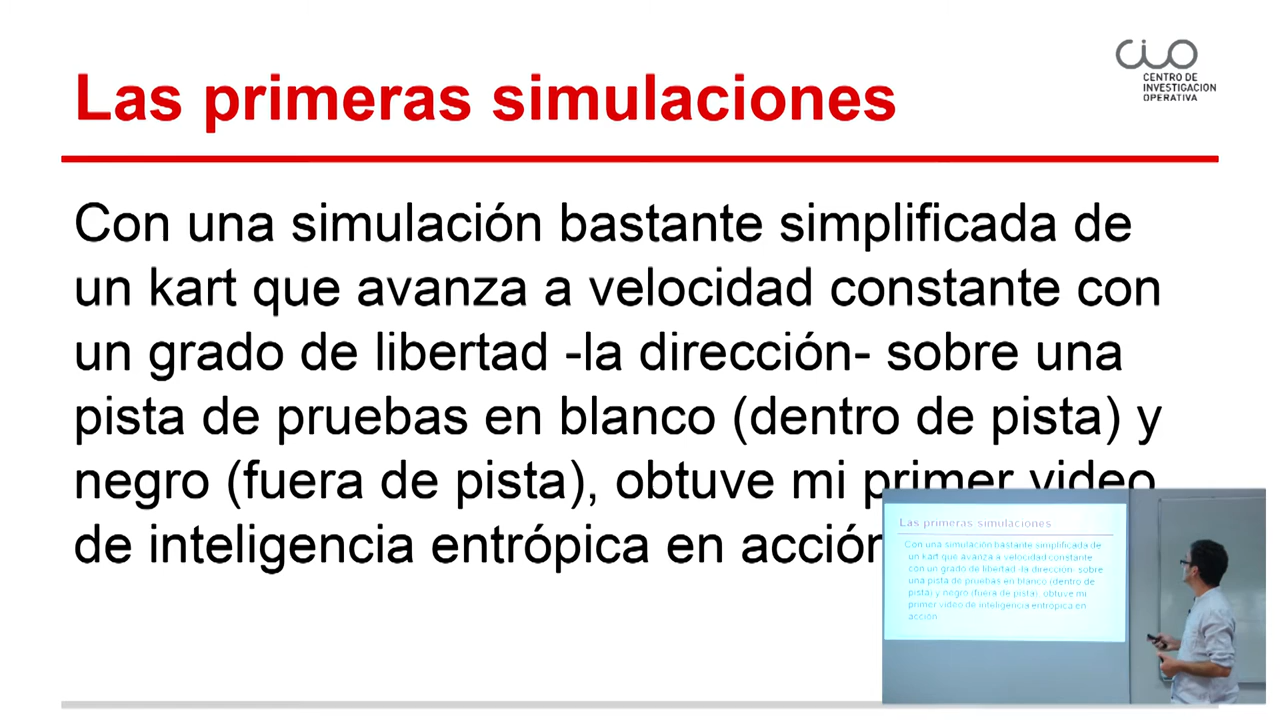 CIO
CENTRO DE
INVESTIGACION
OPERATIVA
Las primeras simulaciones
Con una simulación bastante simplificada de
un kart que avanza a velocidad constante con
un grado de libertad -la dirección- sobre una
pista de pruebas en blanco (dentro de pista) y
negro (fuera de pista), obtuve mi primer video
de inteligencia entrópica en acción
Las primeras simulaciones
Con una simulación bastante simplificada de
un kart que avanza a velocidad constante
con un grado de libertad -la dirección- sobre
una pista de pruebas en blanco (dentro de
pista) y negro (fuera de pista), obtuve mi
primer video de inteligencia entrópica en
acción